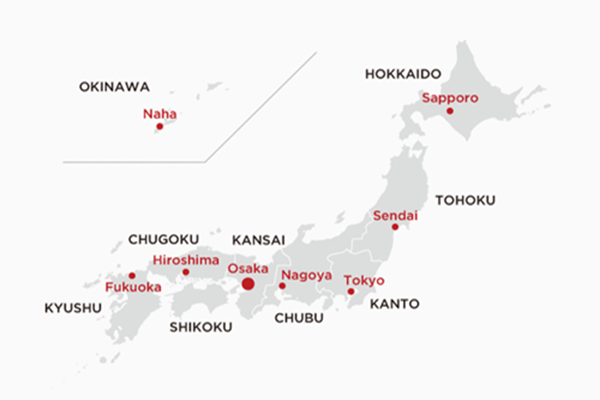 OKINAWA
Naha
HOKKAIDO
Sapporo
TOHOKU
Sendai
CHUGOKU
KANSAI
Hiroshima
Osaka
Nagoya
Tokyo
Fukuoka
KYUSHU
SHIKOKU
CHUBU
KANTO